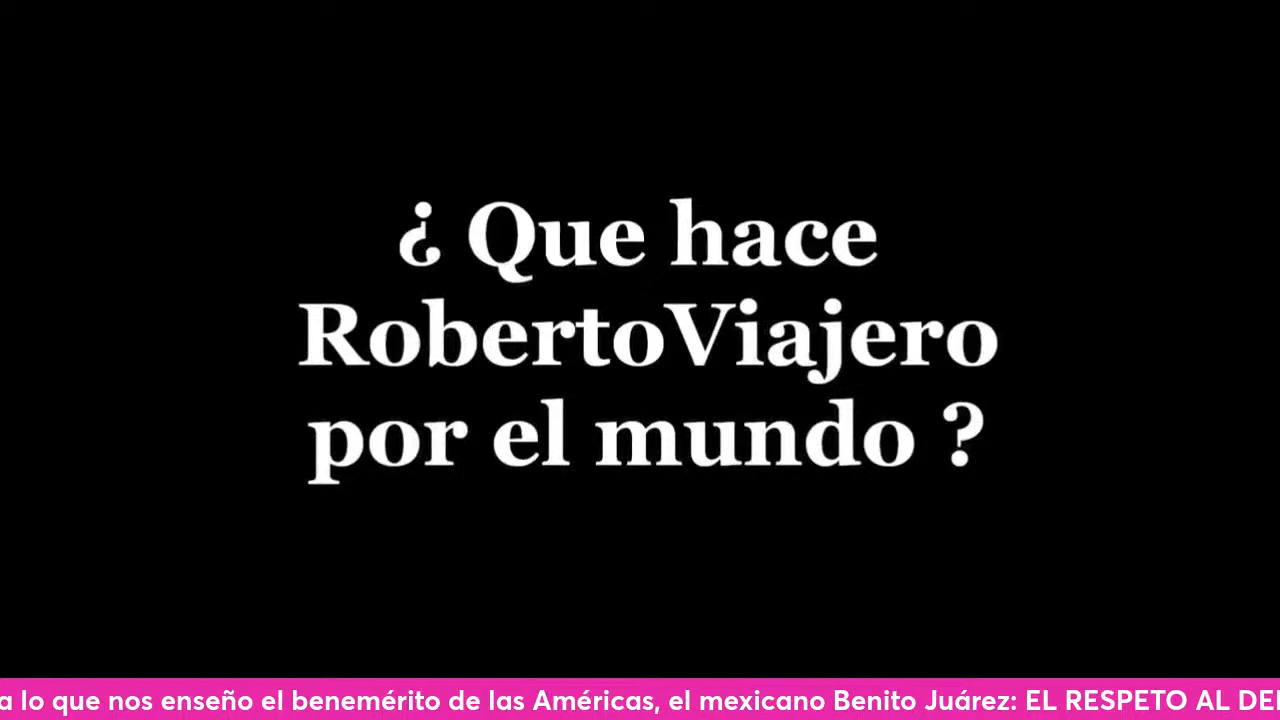 ¿ Que hace
RobertoViajero
por el mundo ?
a lo que nos enseño el benemérito de las Américas, el mexicano Benito Juárez: EL RESPETO AL